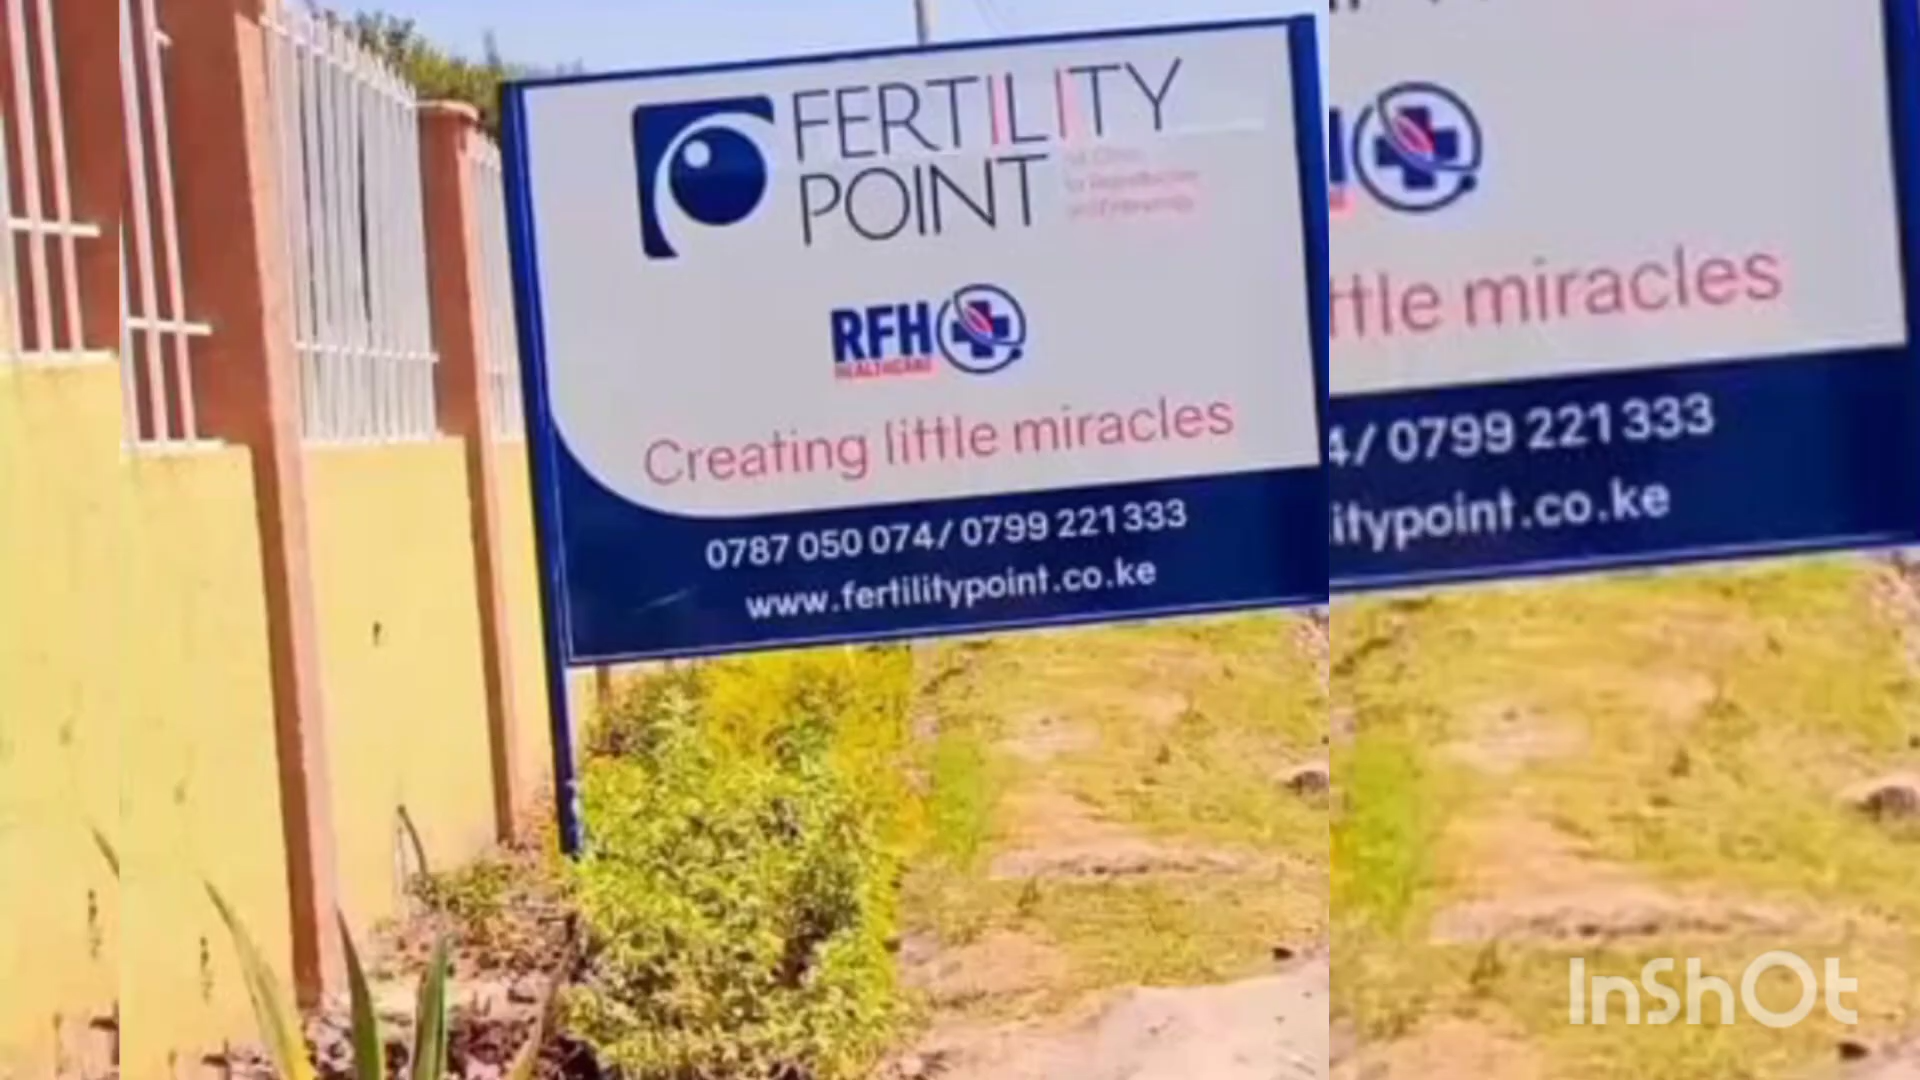 FERTILITY
POINT
RFH
HEALTHCARE
Creating little miracles
0787 050 074/ 0799 221 333
www.fertilitypoint.co.ke
ttle miracles
4/ 0799 221 333
itypoint.co.ke
InShOt